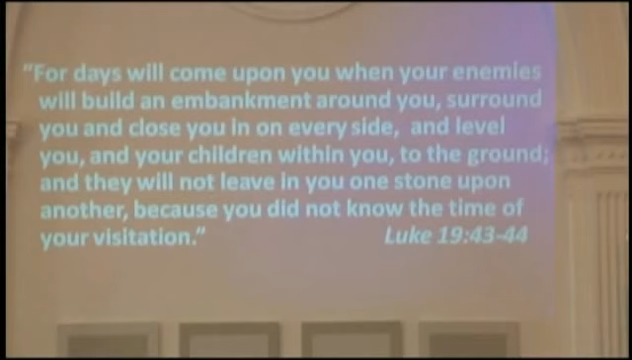 “For days will come upon you when your enemies
will build an embankment around you, surround
you and close you in on every side, and level
you, and your children within you, to the ground;
and they will not leave in you one stone upon
another, because you did not know the time of
your visitation.” Luke 19:43-44